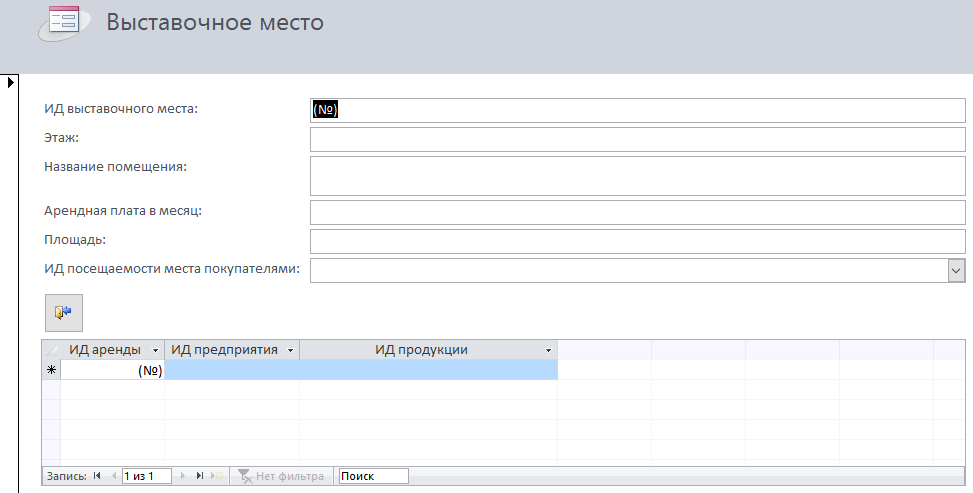 Выставочное место
ИД выставочного места: (№)
Этаж:
Название помещения:
Арендная плата в месяц:
Площадь:
ИД посещаемости места покупателями:
ИД аренды ИД предприятия ИД продукции
(№)
Запись: 1 из 1 Нет фильтра Поиск